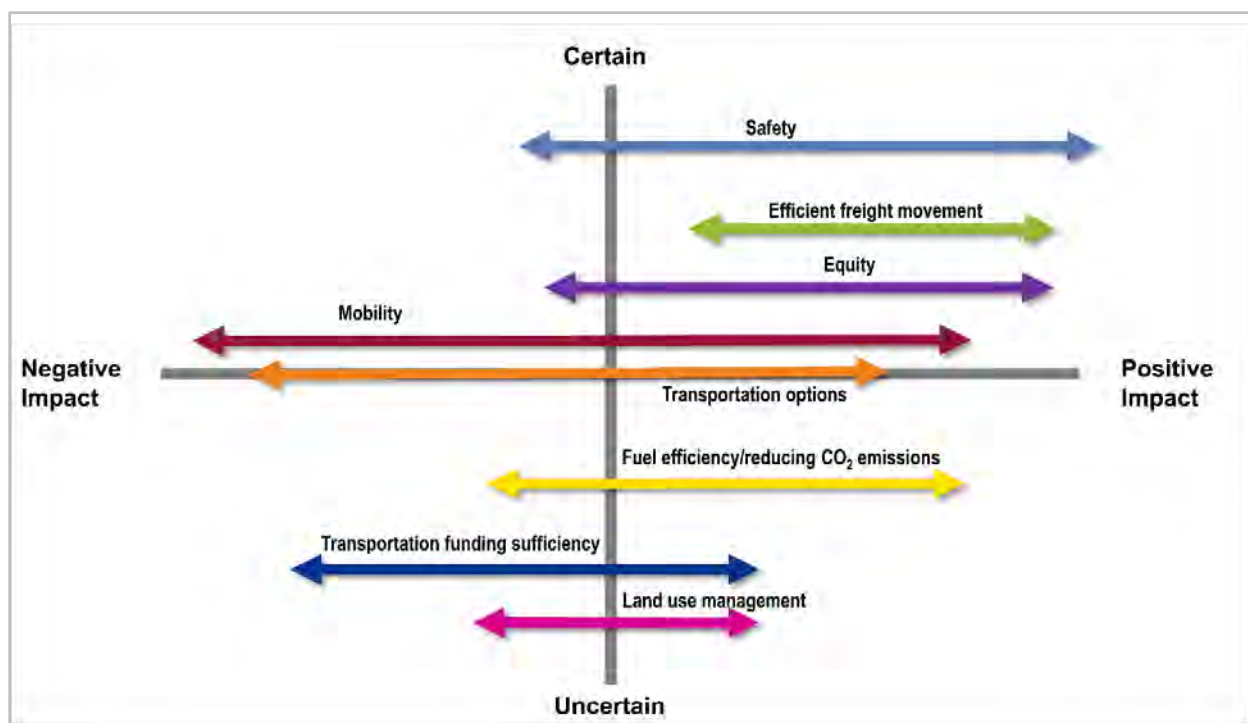 Certain
Safety
Efficient freight movement
Equity
Mobility
Negative
Impact
Positive
Impact
Transportation options
Fuel efficiency/reducing CO₂ emissions
Transportation funding sufficiency
Land use management
Uncertain